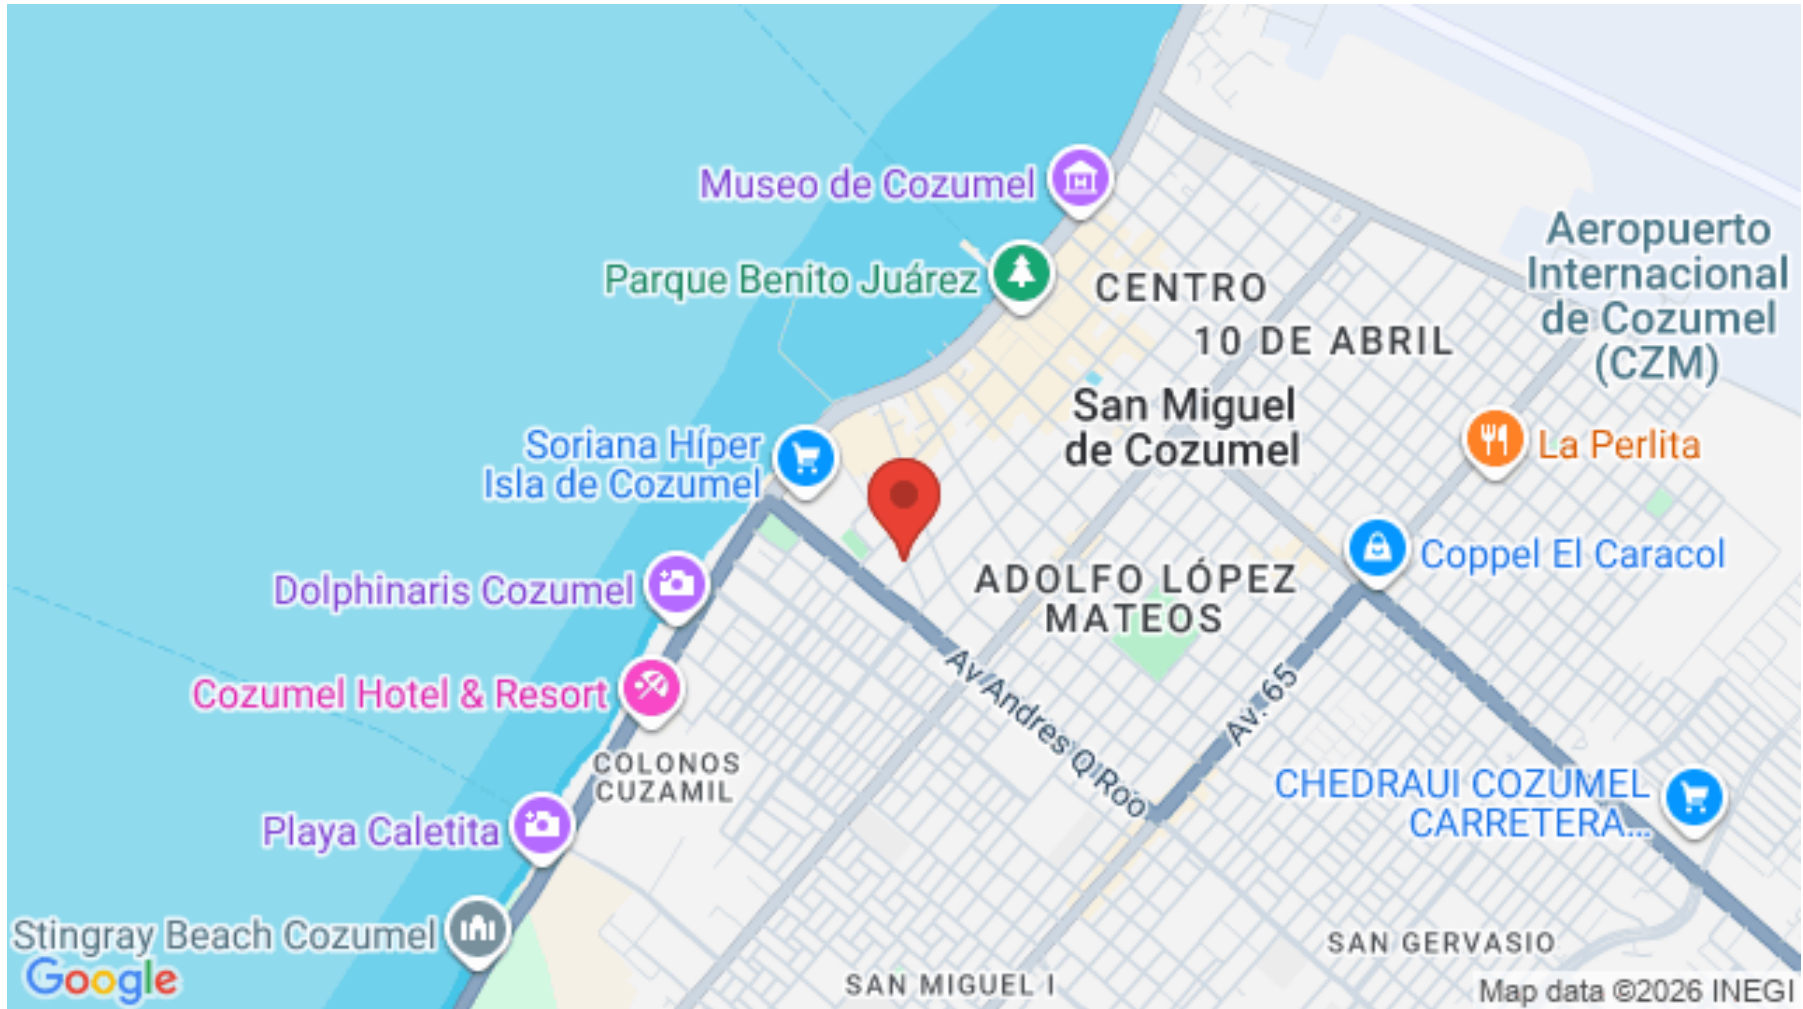 Museo de Cozumel
Parque Benito Juárez
CENTRO
10 DE ABRIL
Aeropuerto
Internacional
de Cozumel
(CZM)
San Miguel
de Cozumel
Soriana Híper
Isla de Cozumel
La Perlita
Coppel El Caracol
Dolphinaris Cozumel
ADOLFO LÓPEZ
MATEOS
Cozumel Hotel & Resort
Av Andres Q Roo
Av. 65
COLONOS
CUZAMIL
CHEDRAUI COZUMEL
CARRETERA...
Playa Caletita
Stingray Beach Cozumel
SAN GERVASIO
SAN MIGUEL I
Google
Map data ©2026 INEGI